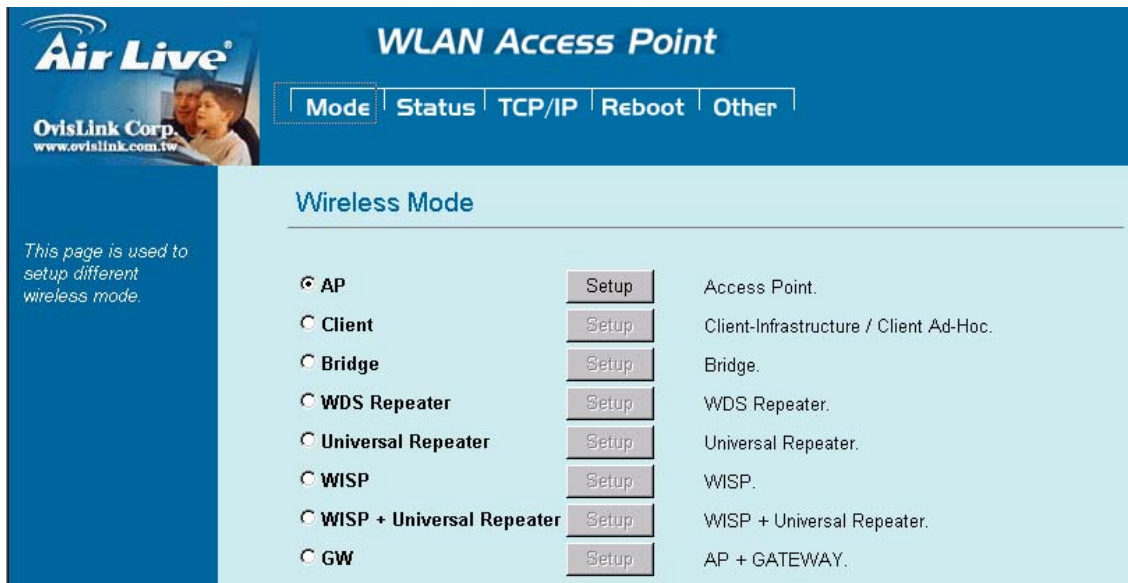 Air Live®
OvisLink Corp.
www.ovislink.com.tw
WLAN Access Point
Mode Status TCP/IP Reboot Other
This page is used to
setup different
wireless mode.
Wireless Mode
AP Setup Access Point.
Client Setup Client-Infrastructure / Client Ad-Hoc.
Bridge Setup Bridge.
WDS Repeater Setup WDS Repeater.
Universal Repeater Setup Universal Repeater.
WISP Setup WISP.
WISP + Universal Repeater Setup WISP + Universal Repeater.
GW Setup AP + GATEWAY.